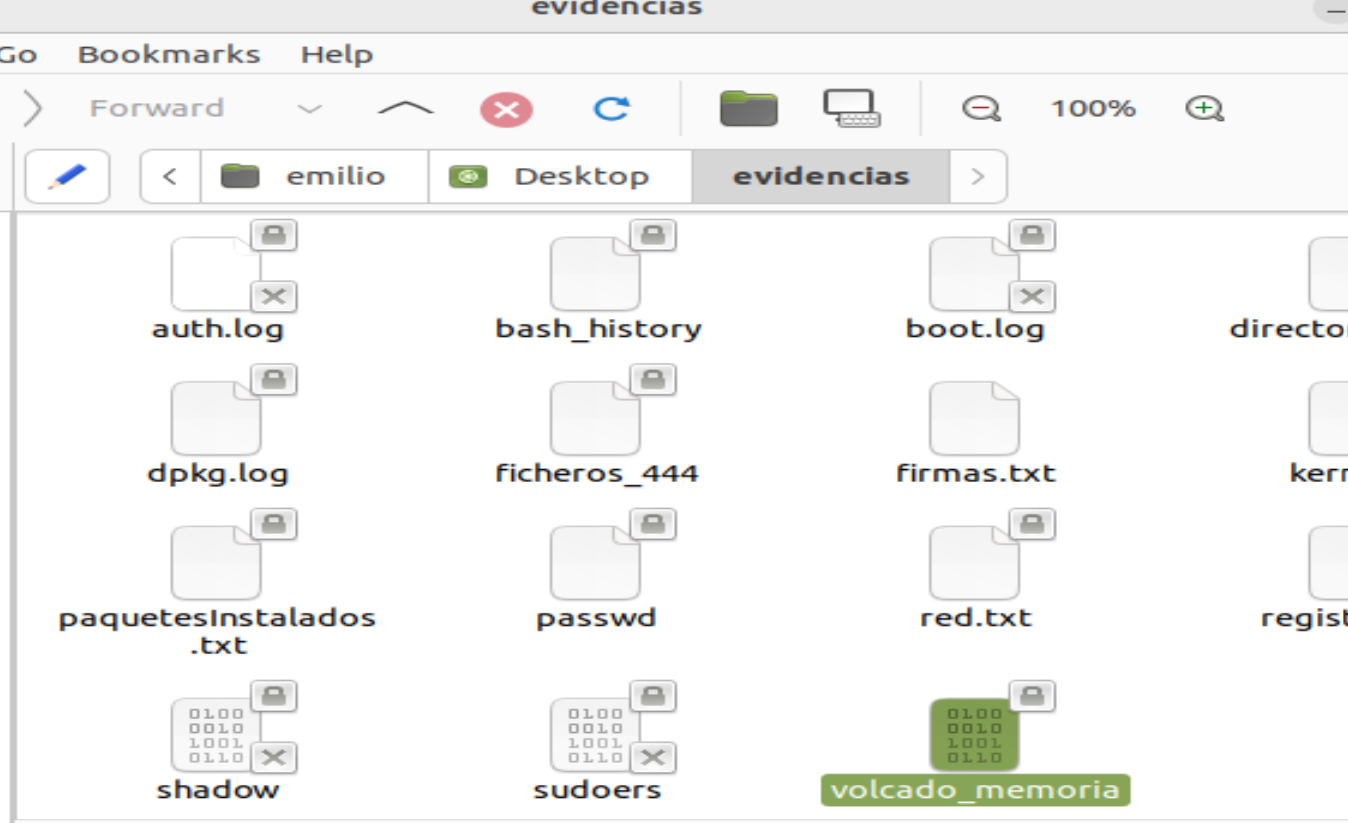 evidencias
Go Bookmarks Help
Forward 100%
emilio Desktop evidencias
auth.log bash_history boot.log directo
dpkg.log ficheros_444 firmas.txt kern
paquetesInstalados
.txt
passwd red.txt regist
0100
0010
1001
0110
0100
0010
1001
0110
0100
0010
1001
0110
shadow sudoers volcado_memoria